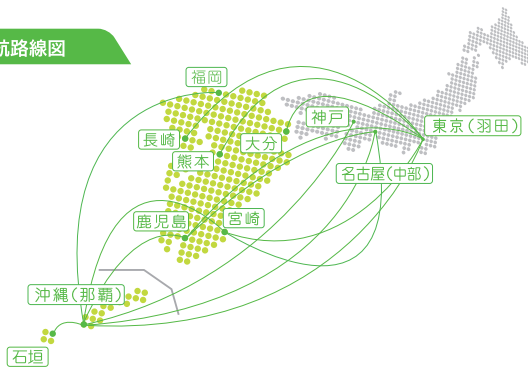 航路線図
福岡
長崎
熊本
大分
神戸
東京(羽田)
名古屋(中部)
鹿児島
宮崎
沖縄(那覇)
石垣